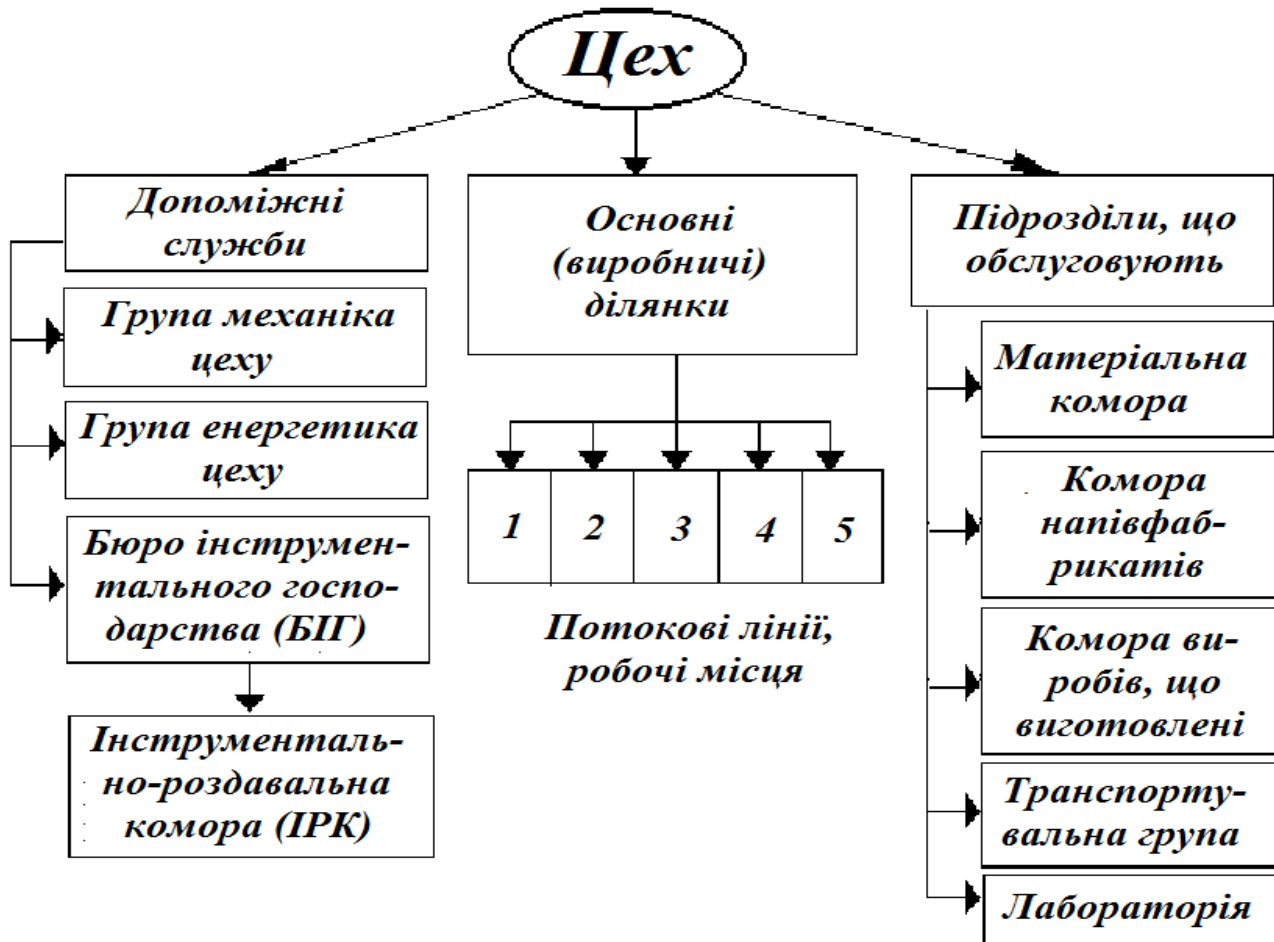 Цех
Допоміжні
служби
Група механіка
цеху
Група енергетика
цеху
Бюро інструмен-
тального госпо-
дарства (БІГ)
Інструменталь-
но-роздавальна
комора (ІРК)
Основні
(виробничі)
ділянки
1 2 3 4 5
Потокові лінії,
робочі місця
Підрозділи, що
обслуговують
Матеріальна
комора
Комора
напівфаб-
рикатів
Комора ви-
робів, що
виготовлені
Транспорту-
вальна група
Лабораторія